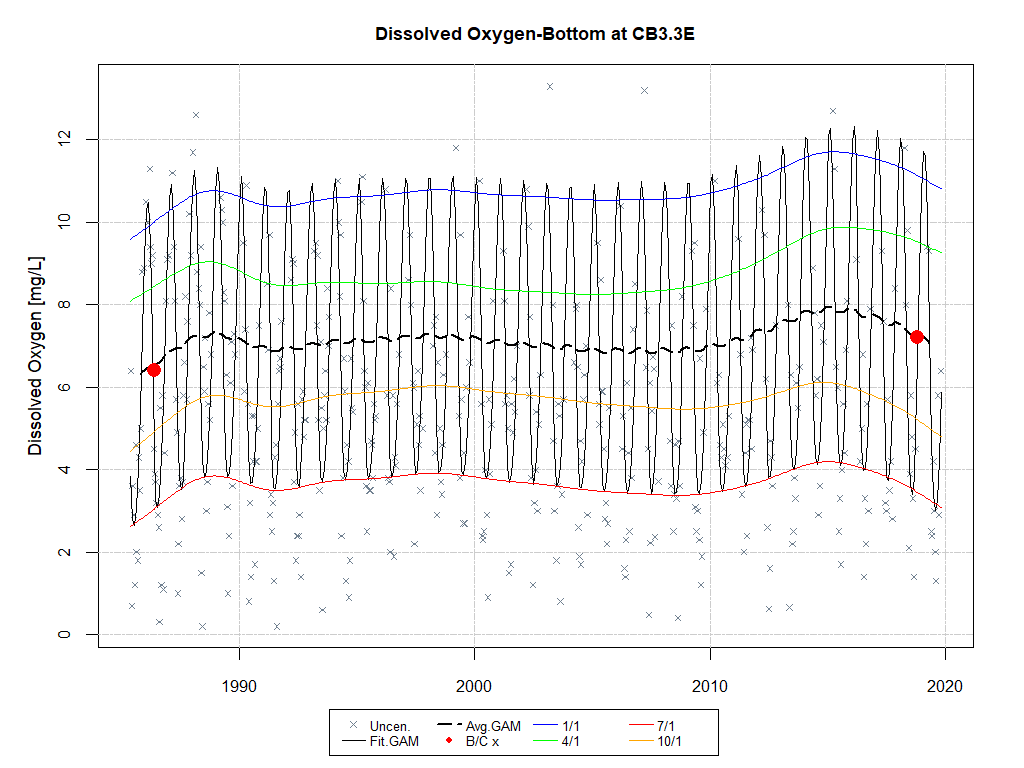 Dissolved Oxygen-Bottom at CB3.3E
Dissolved Oxygen [mg/L]
12
10
8
6
4
2
0
1990 2000 2010 2020
Uncen. Avg.GAM 1/1 7/1
Fit.GAM B/C x 4/1 10/1